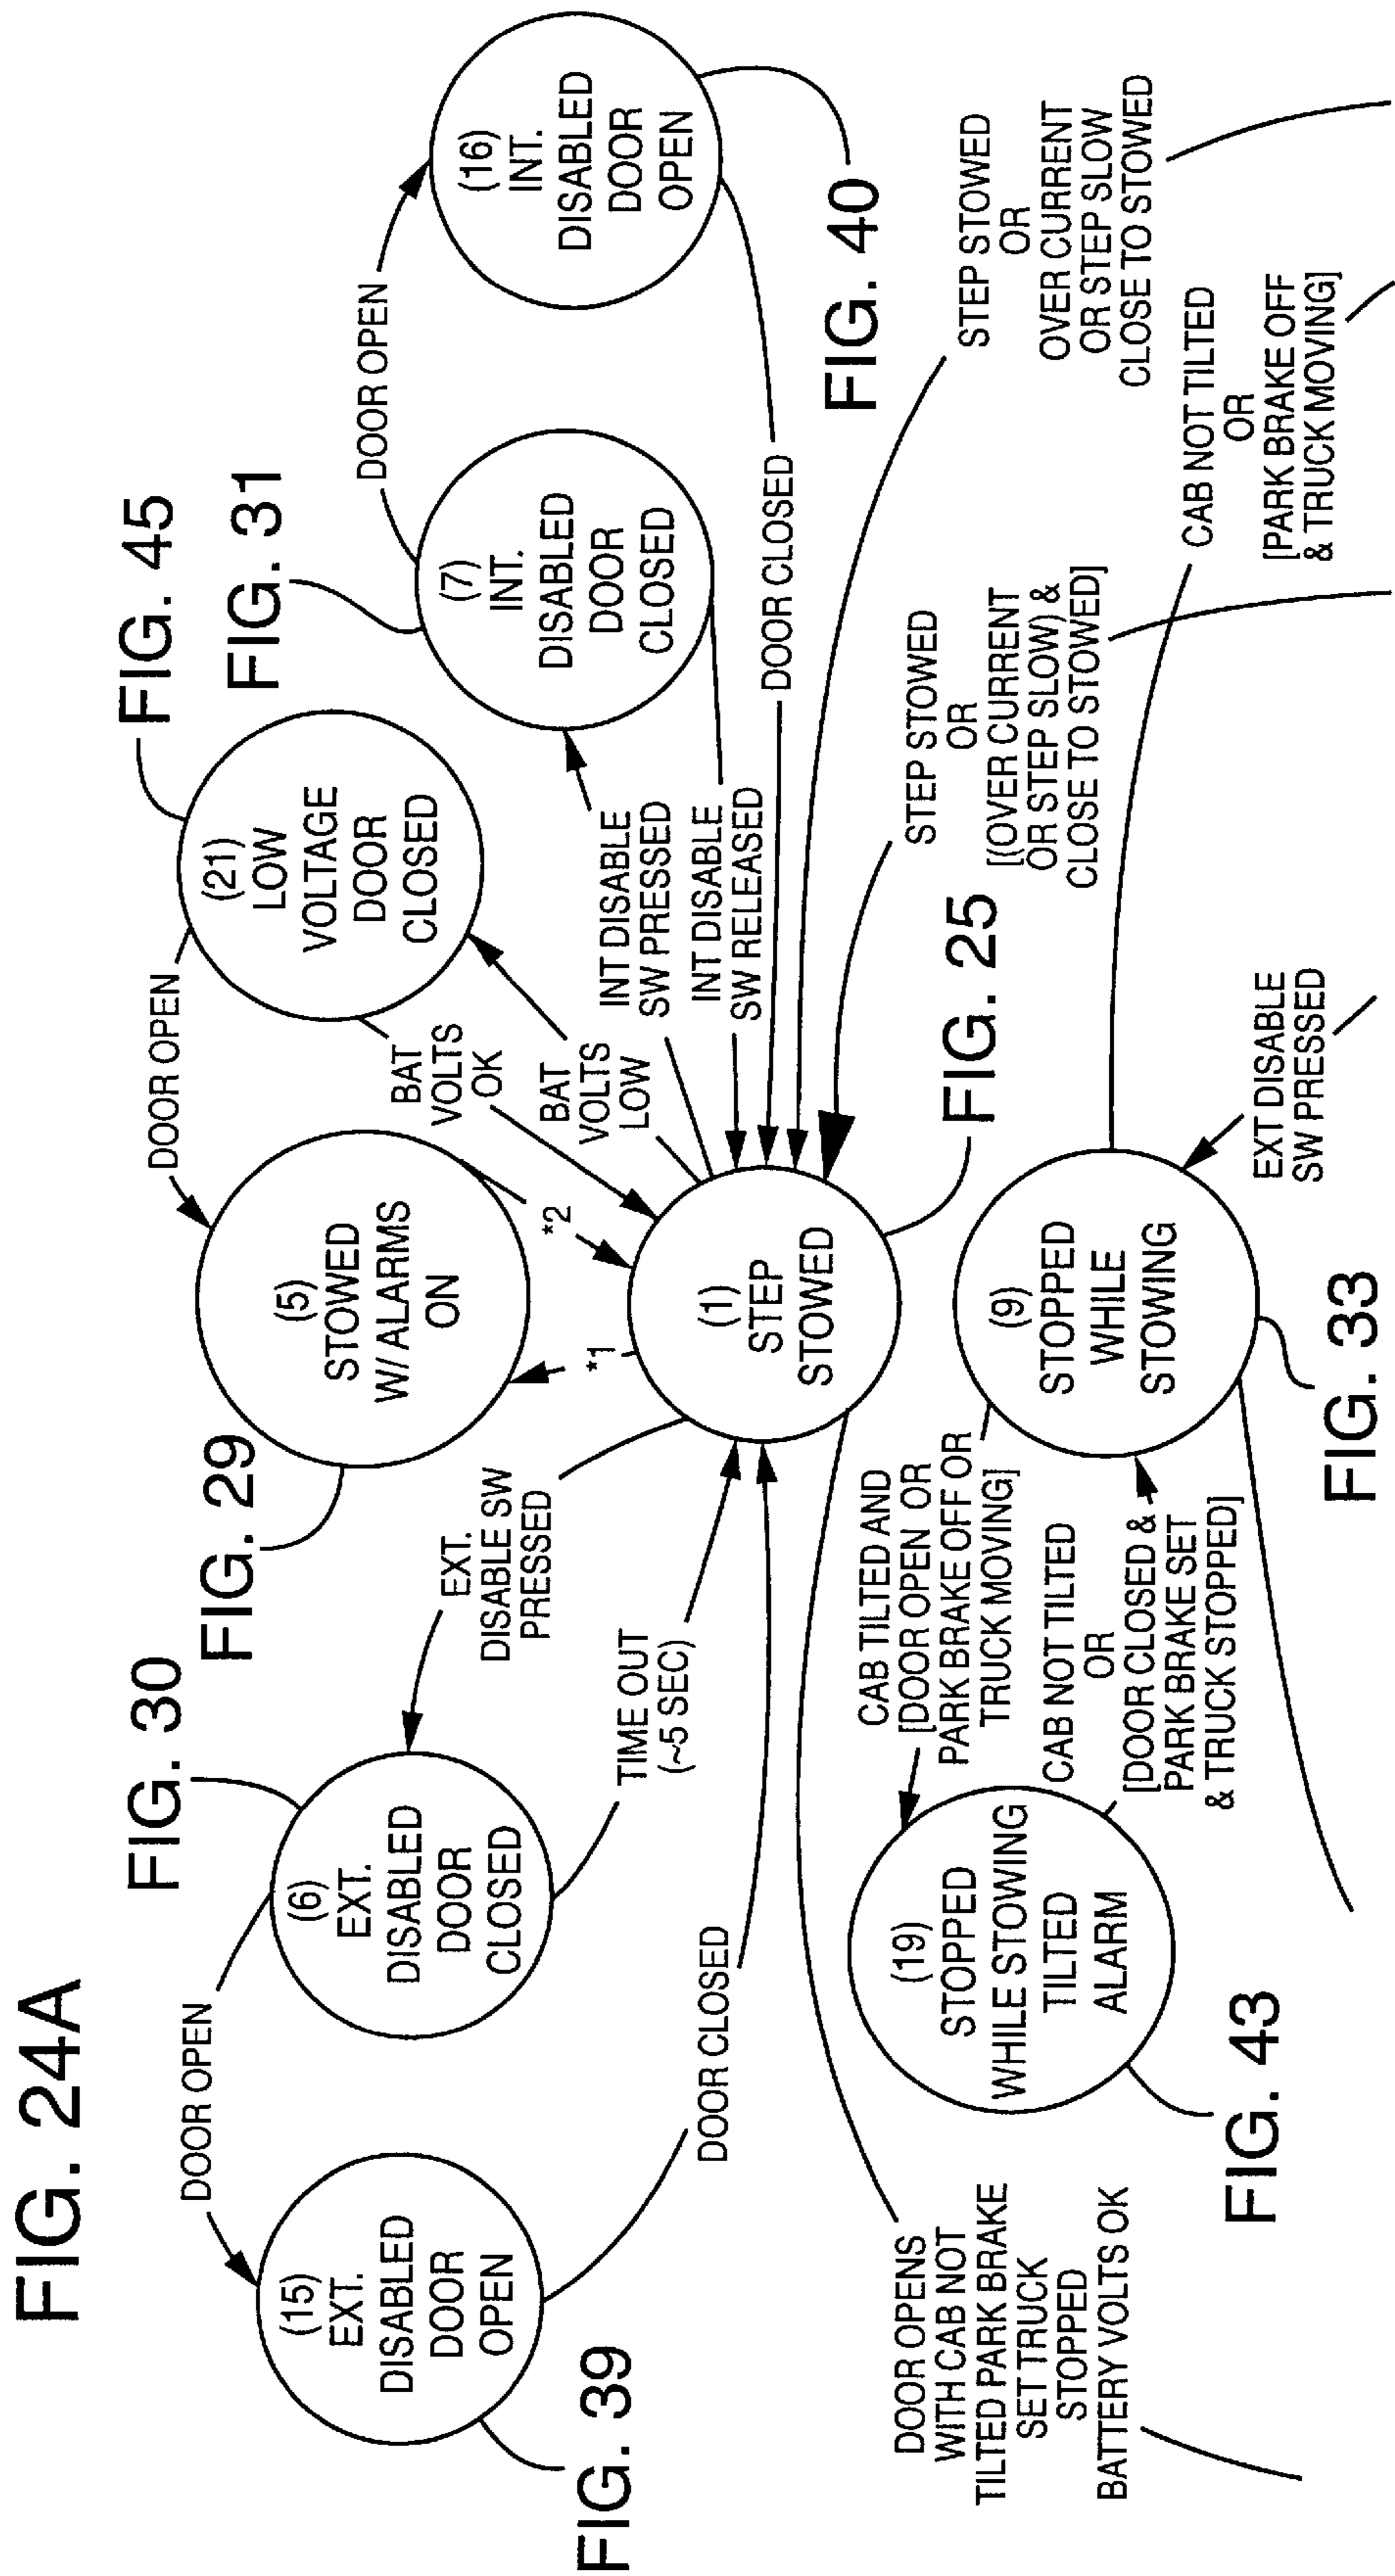 FIG. 24A
DOOR OPEN
(15)
EXT.
DISABLED
DOOR
OPEN
FIG. 39
FIG. 30
(6)
EXT.
DISABLED
DOOR
CLOSED
EXT.
DISABLE SW
PRESSED
TIME OUT
(~5 SEC)
DOOR CLOSED
FIG. 29
(5)
STOWED
W/ ALARMS
ON
*1
*2
DOOR OPEN
FIG. 45
(21)
LOW
VOLTAGE
DOOR
CLOSED
BAT
VOLTS
OK
BAT
VOLTS
LOW
FIG. 31
(7)
INT.
DISABLED
DOOR
CLOSED
INT DISABLE
SW PRESSED
INT DISABLE
SW RELEASED
DOOR OPEN
(16)
INT.
DISABLED
DOOR
OPEN
FIG. 40
DOOR CLOSED
(1)
STEP
STOWED
FIG. 25
STEP STOWED
OR
[(OVER CURRENT
OR STEP SLOW) &
CLOSE TO STOWED]
STEP STOWED
OR
OVER CURRENT
OR STEP SLOW
CLOSE TO STOWED
DOOR OPENS
WITH CAB NOT
TILTED PARK BRAKE
SET TRUCK
STOPPED
BATTERY VOLTS OK
(19)
STOPPED
WHILE STOWING
TILTED
ALARM
FIG. 43
CAB TILTED AND
[DOOR OPEN OR
PARK BRAKE OFF OR
TRUCK MOVING]
CAB NOT TILTED
OR
[DOOR CLOSED &
PARK BRAKE SET
& TRUCK STOPPED]
(9)
STOPPED
WHILE
STOWING
FIG. 33
EXT DISABLE
SW PRESSED
CAB NOT TILTED
OR
[PARK BRAKE OFF
& TRUCK MOVING]